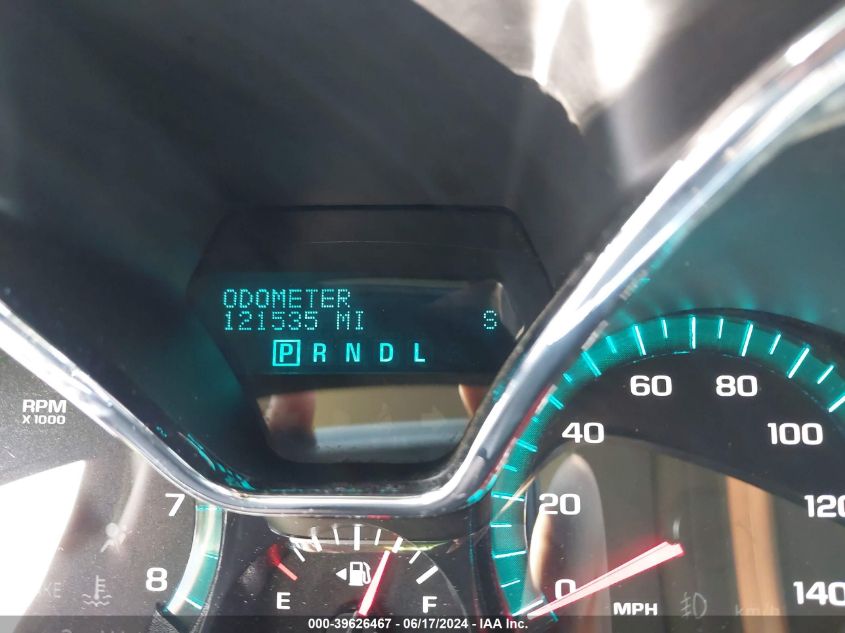 ODOMETER
121535 MI S
P R N D L
RPM
X 1000
7
8
E F
0
20
40
60
80
100
120
140
MPH
km/h
000-39626467 - 06/17/2024 - IAA Inc.